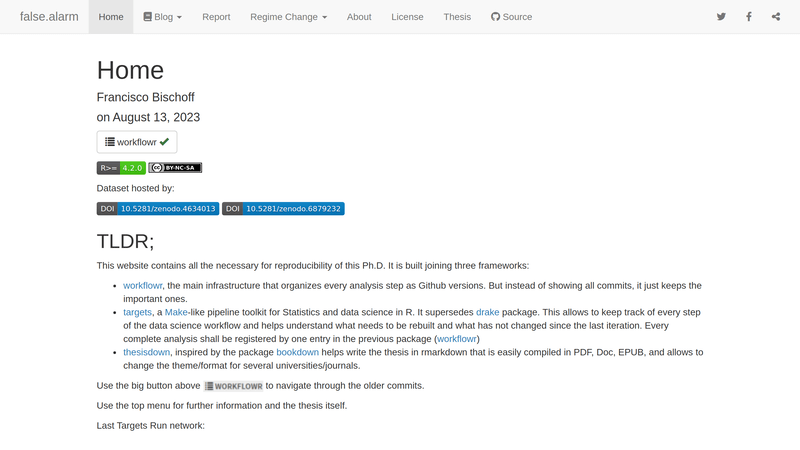 false.alarm Home Blog Report Regime Change About License Thesis Source
Home
Francisco Bischoff
on August 13, 2023
workflowr
R>= 4.2.0 CC BY-NC-SA
Dataset hosted by:
DOI 10.5281/zenodo.4634013 DOI 10.5281/zenodo.6879232
TLDR;
This website contains all the necessary for reproducibility of this Ph.D. It is built joining three frameworks:
• workflowr, the main infrastructure that organizes every analysis step as Github versions. But instead of showing all commits, it just keeps the
important ones.
• targets, a Make-like pipeline toolkit for Statistics and data science in R. It supersedes drake package. This allows to keep track of every step
of the data science workflow and helps understand what needs to be rebuilt and what has not changed since the last iteration. Every
complete analysis shall be registered by one entry in the previous package (workflowr)
• thesisdown, inspired by the package bookdown helps write the thesis in rmarkdown that is easily compiled in PDF, Doc, EPUB, and allows to
change the theme/format for several universities/journals.
Use the big button above WORKFLOWR to navigate through the older commits.
Use the top menu for further information and the thesis itself.
Last Targets Run network: